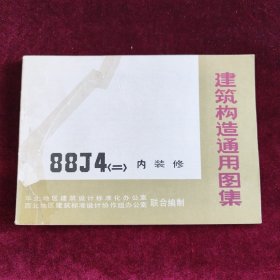 建筑构造通用图集
88J4(二) 内装修
华北地区建筑设计标准化办公室
西北地区建筑标准设计协作组办公室
联合编制